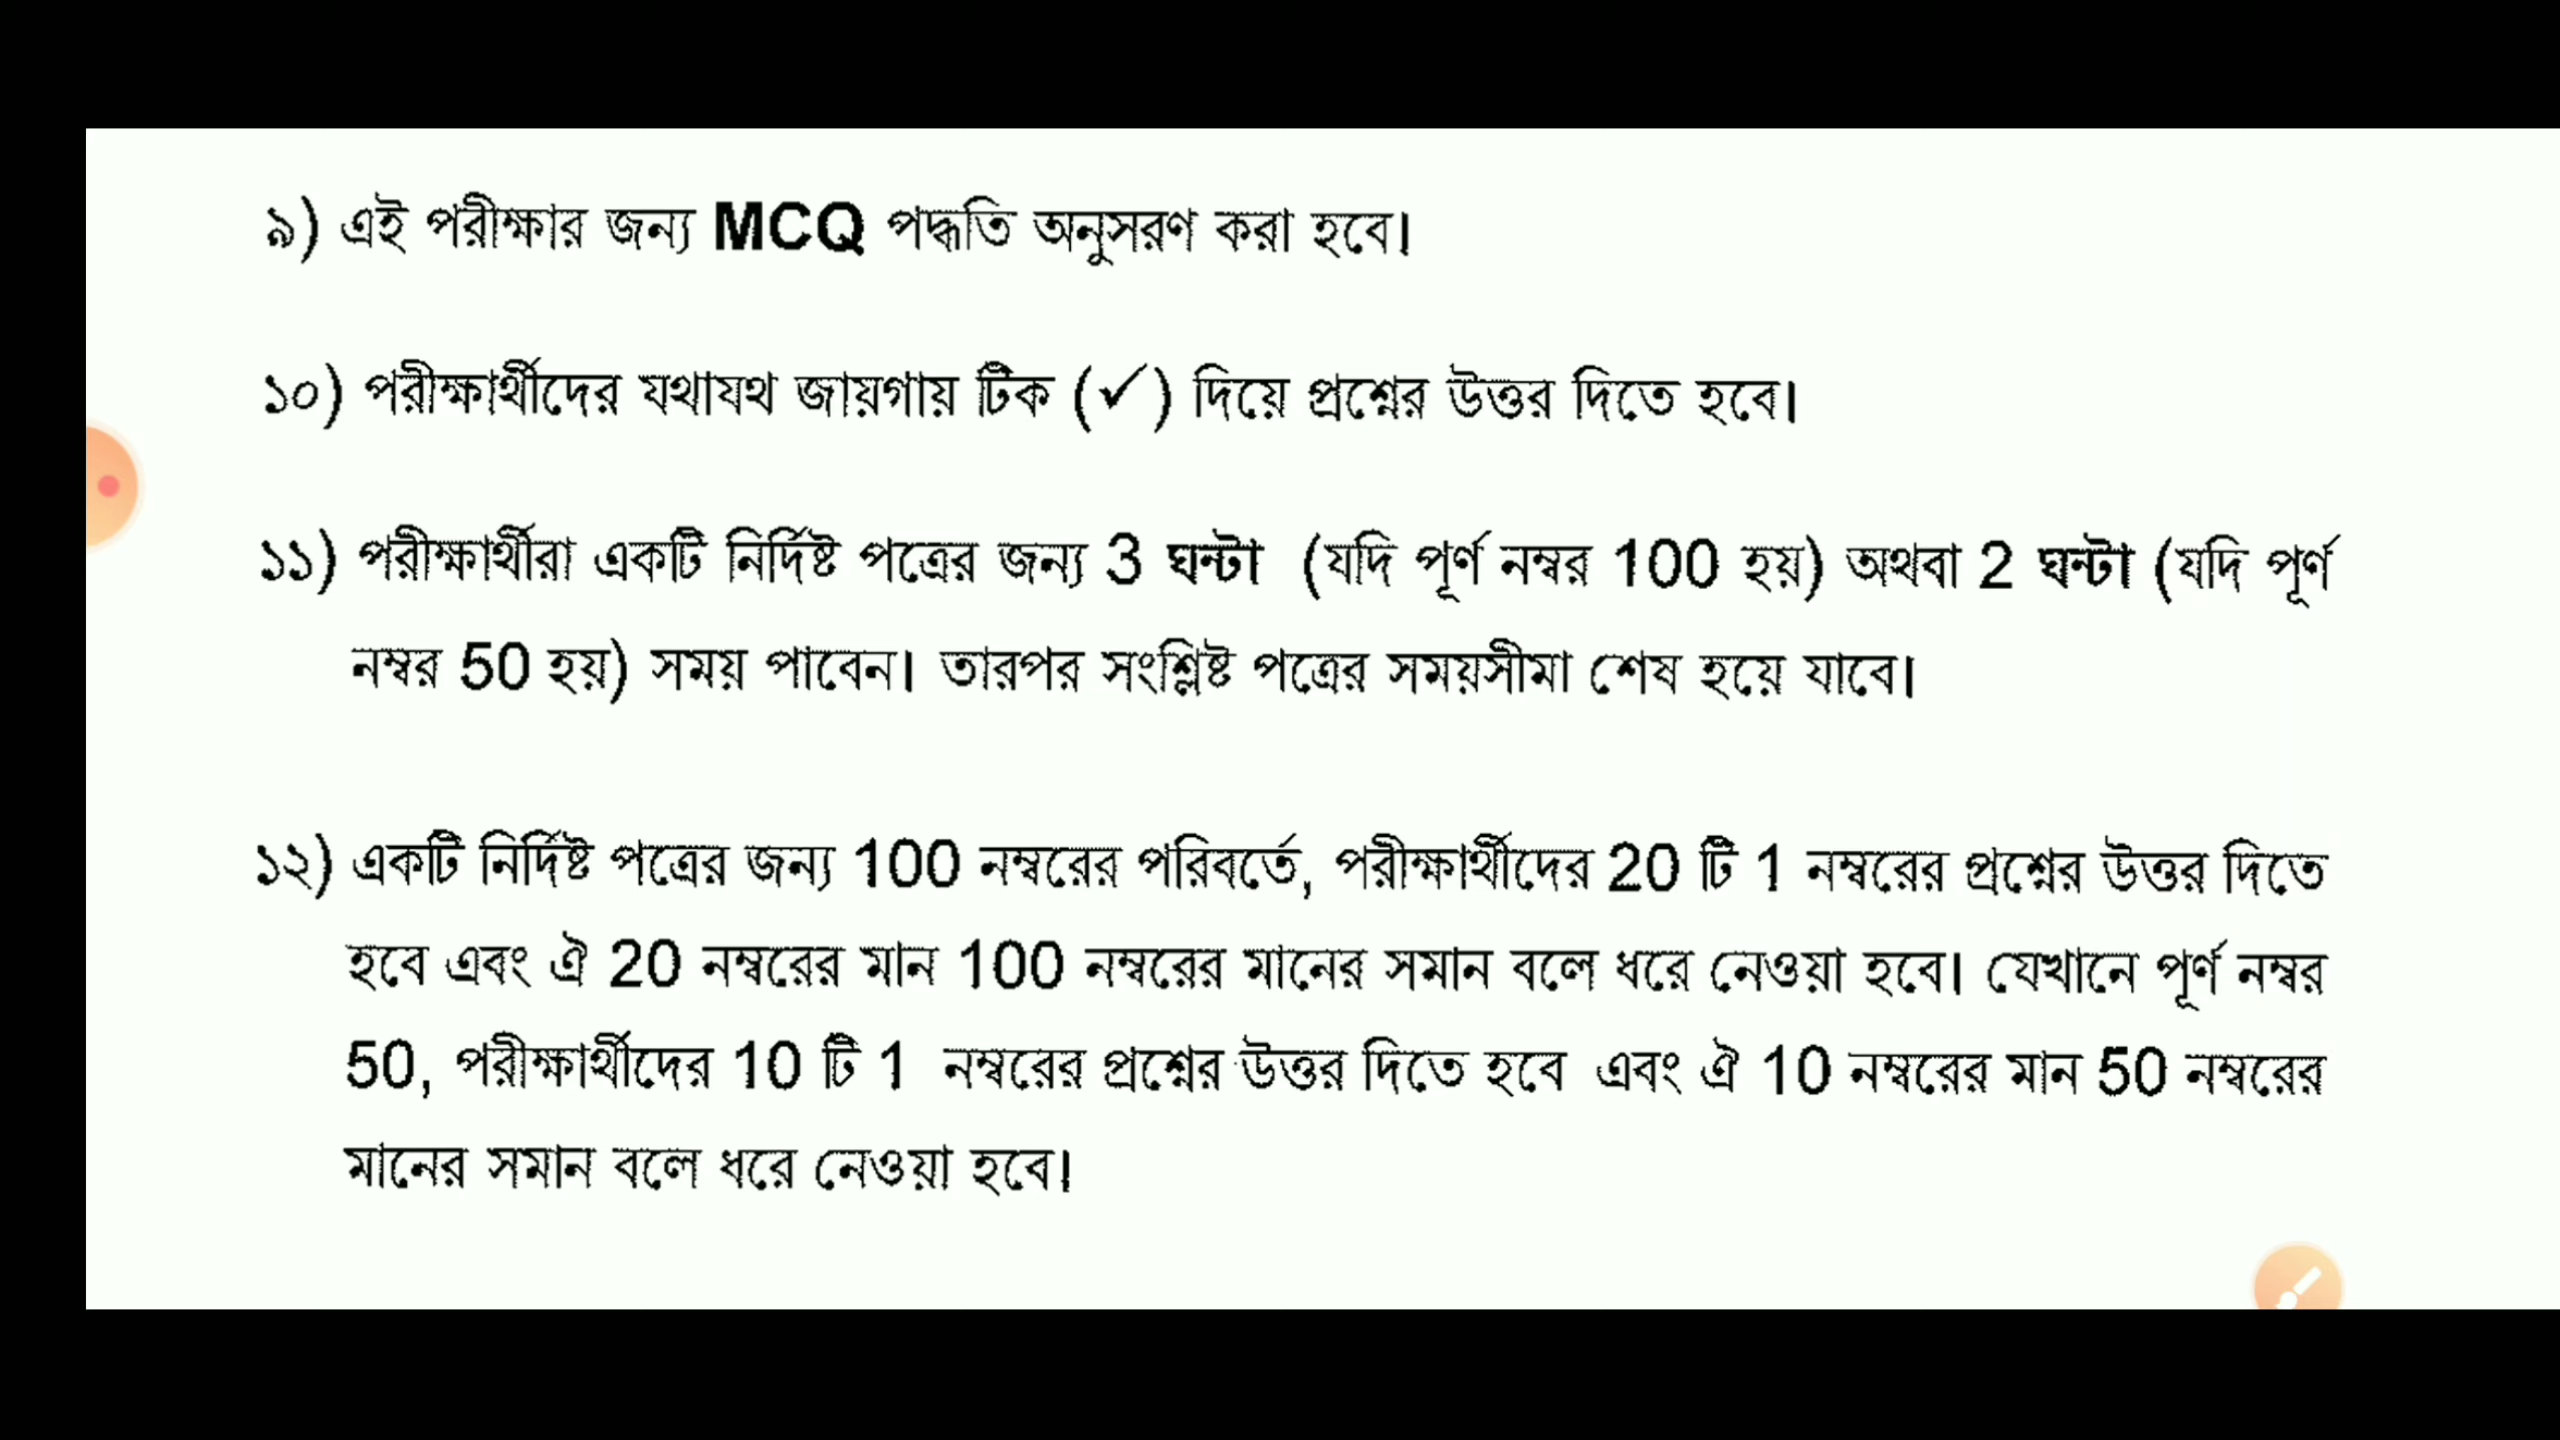 ৯) এই পরীক্ষার জন্য MCQ পদ্ধতি অনুসরণ করা হবে।
১০) পরীক্ষার্থীদের যথাযথ জায়গায় টিক (✓) দিয়ে প্রশ্নের উত্তর দিতে হবে।
১১) পরীক্ষার্থীরা একটি নির্দিষ্ট পত্রের জন্য 3 ঘন্টা (যদি পূর্ণ নম্বর 100 হয়) অথবা 2 ঘন্টা (যদি পূর্ণ
নম্বর 50 হয়) সময় পাবেন। তারপর সংশ্লিষ্ট পত্রের সময়সীমা শেষ হয়ে যাবে।
১২) একটি নির্দিষ্ট পত্রের জন্য 100 নম্বরের পরিবর্তে, পরীক্ষার্থীদের 20 টি 1 নম্বরের প্রশ্নের উত্তর দিতে
হবে এবং ঐ 20 নম্বরের মান 100 নম্বরের মানের সমান বলে ধরে নেওয়া হবে। যেখানে পূর্ণ নম্বর
50, পরীক্ষার্থীদের 10 টি 1 নম্বরের প্রশ্নের উত্তর দিতে হবে এবং ঐ 10 নম্বরের মান 50 নম্বরের
মানের সমান বলে ধরে নেওয়া হবে।